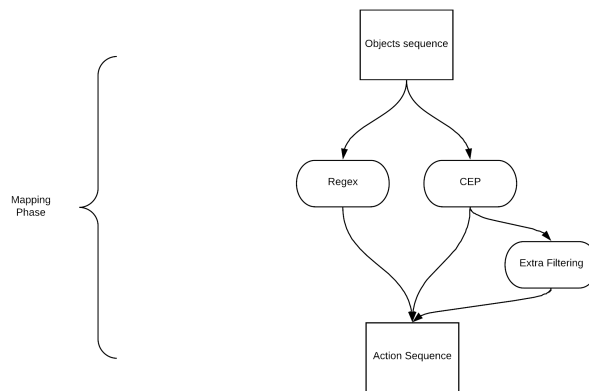 Objects sequence
Regex
CEP
Mapping
Phase
Extra Filtering
Action Sequence